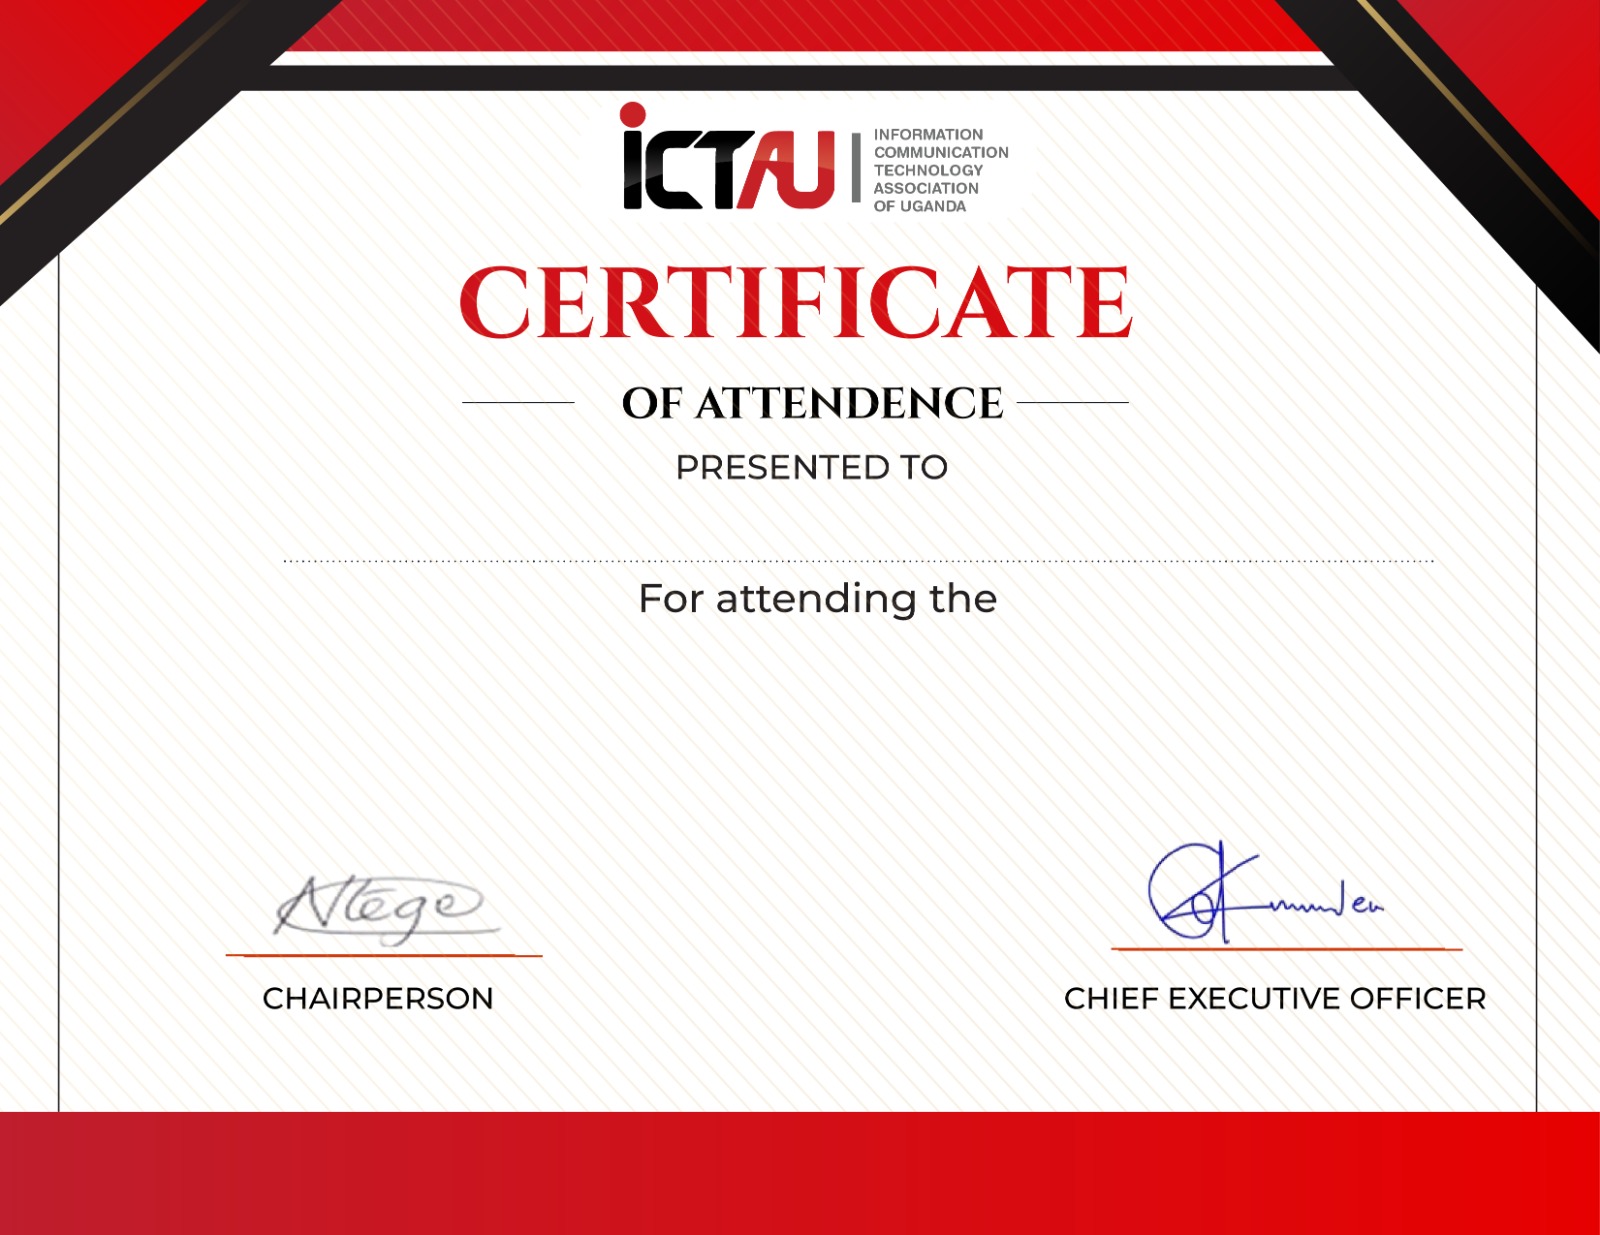 iCTAU
INFORMATION
COMMUNICATION
TECHNOLOGY
ASSOCIATION
OF UGANDA
CERTIFICATE
OF ATTENDENCE
PRESENTED TO
For attending the
CHAIRPERSON
CHIEF EXECUTIVE OFFICER